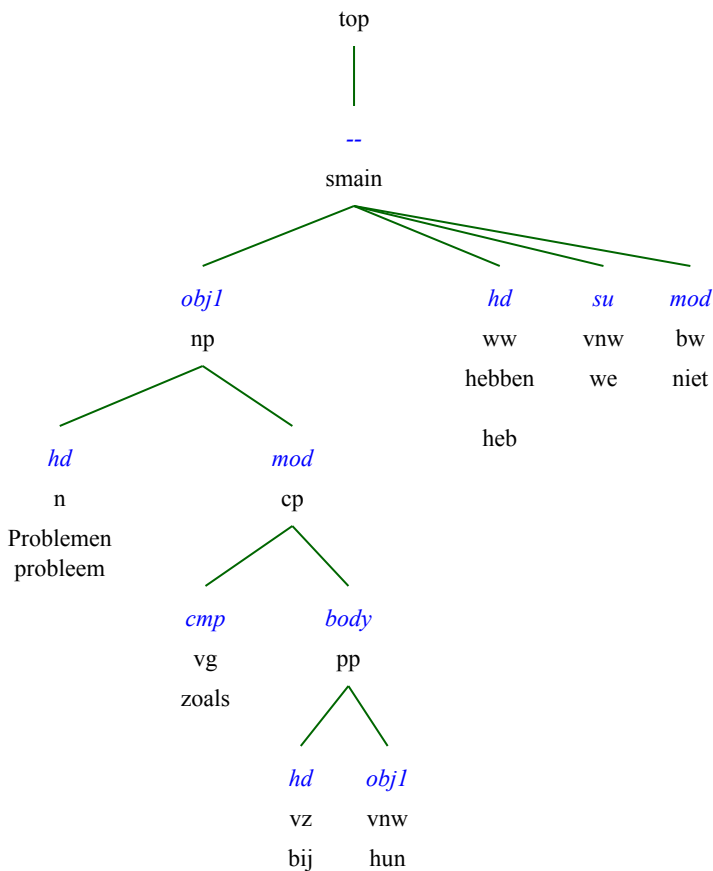 top
--
smain
obj1 hd su mod
np ww vnw bw
hebben we niet
heb
hd mod
n cp
Problemen
probleem
cmp body
vg pp
zoals
hd obj1
vz vnw
bij hun